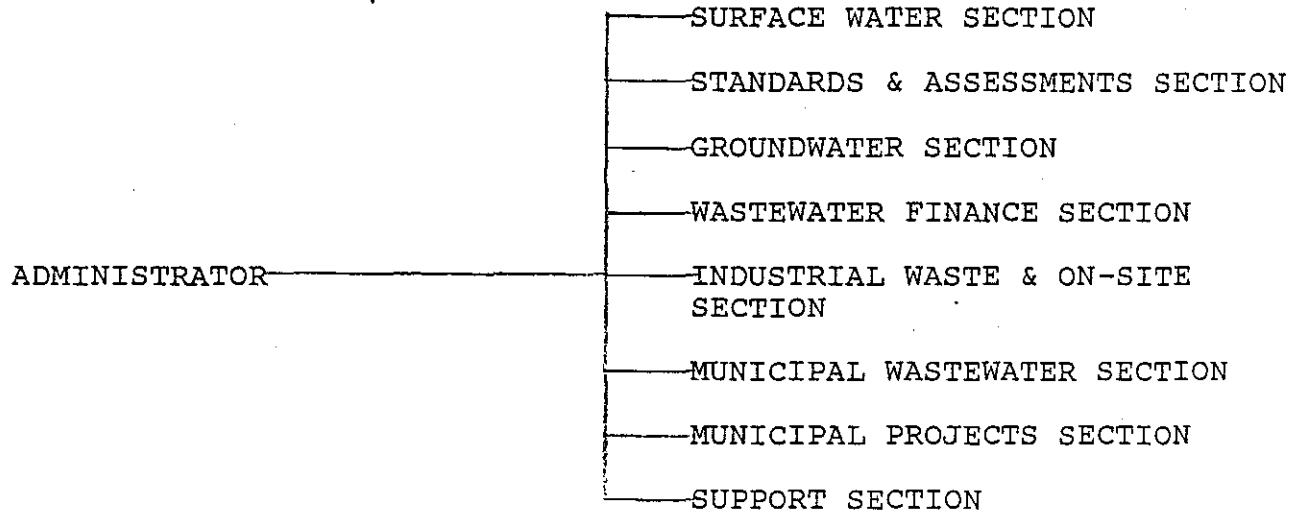 SURFACE WATER SECTION
STANDARDS & ASSESSMENTS SECTION
GROUNDWATER SECTION
WASTEWATER FINANCE SECTION
ADMINISTRATOR
INDUSTRIAL WASTE & ON-SITE
SECTION
MUNICIPAL WASTEWATER SECTION
MUNICIPAL PROJECTS SECTION
SUPPORT SECTION